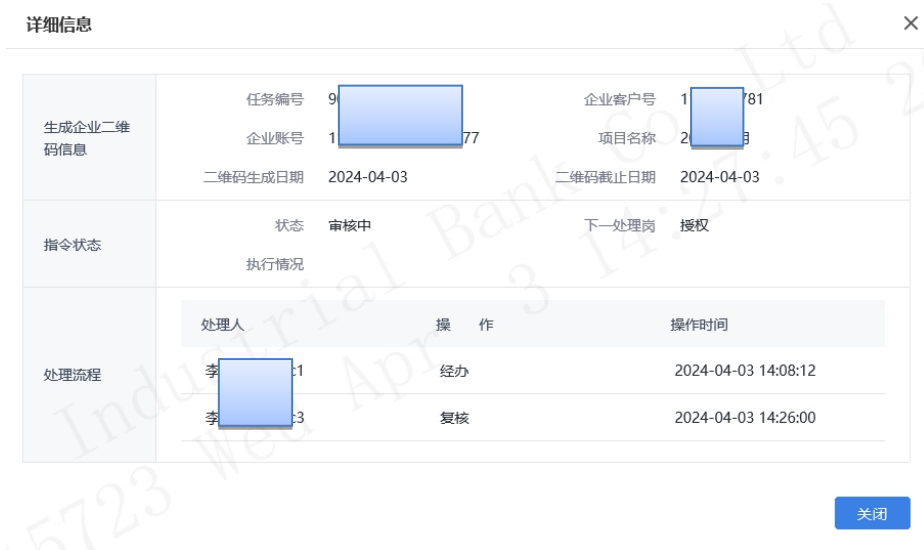 详细信息
生成企业二维
码信息
任务编号 9
企业客户号 1 781
企业账号 1 77
项目名称 2
二维码生成日期 2024-04-03
二维码截止日期 2024-04-03
指令状态
状态 审核中
下一处理岗 授权
执行情况
处理流程
处理人 操 作 操作时间
李 c1 经办 2024-04-03 14:08:12
李 c3 复核 2024-04-03 14:26:00
关闭
Industrial Bank Co., Ltd
5723 Wed Apr 3 14:27:45 2